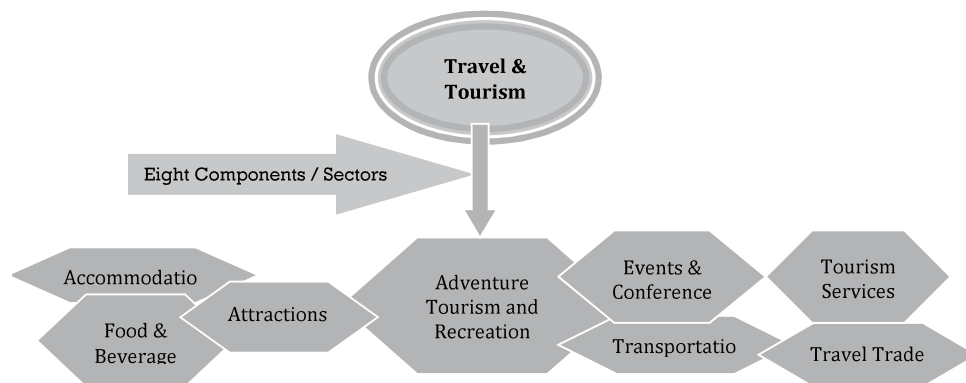 Travel &
Tourism
Eight Components / Sectors
Accommodatio
Food &
Beverage
Attractions
Adventure
Tourism and
Recreation
Events &
Conference
Transportatio
Tourism
Services
Travel Trade